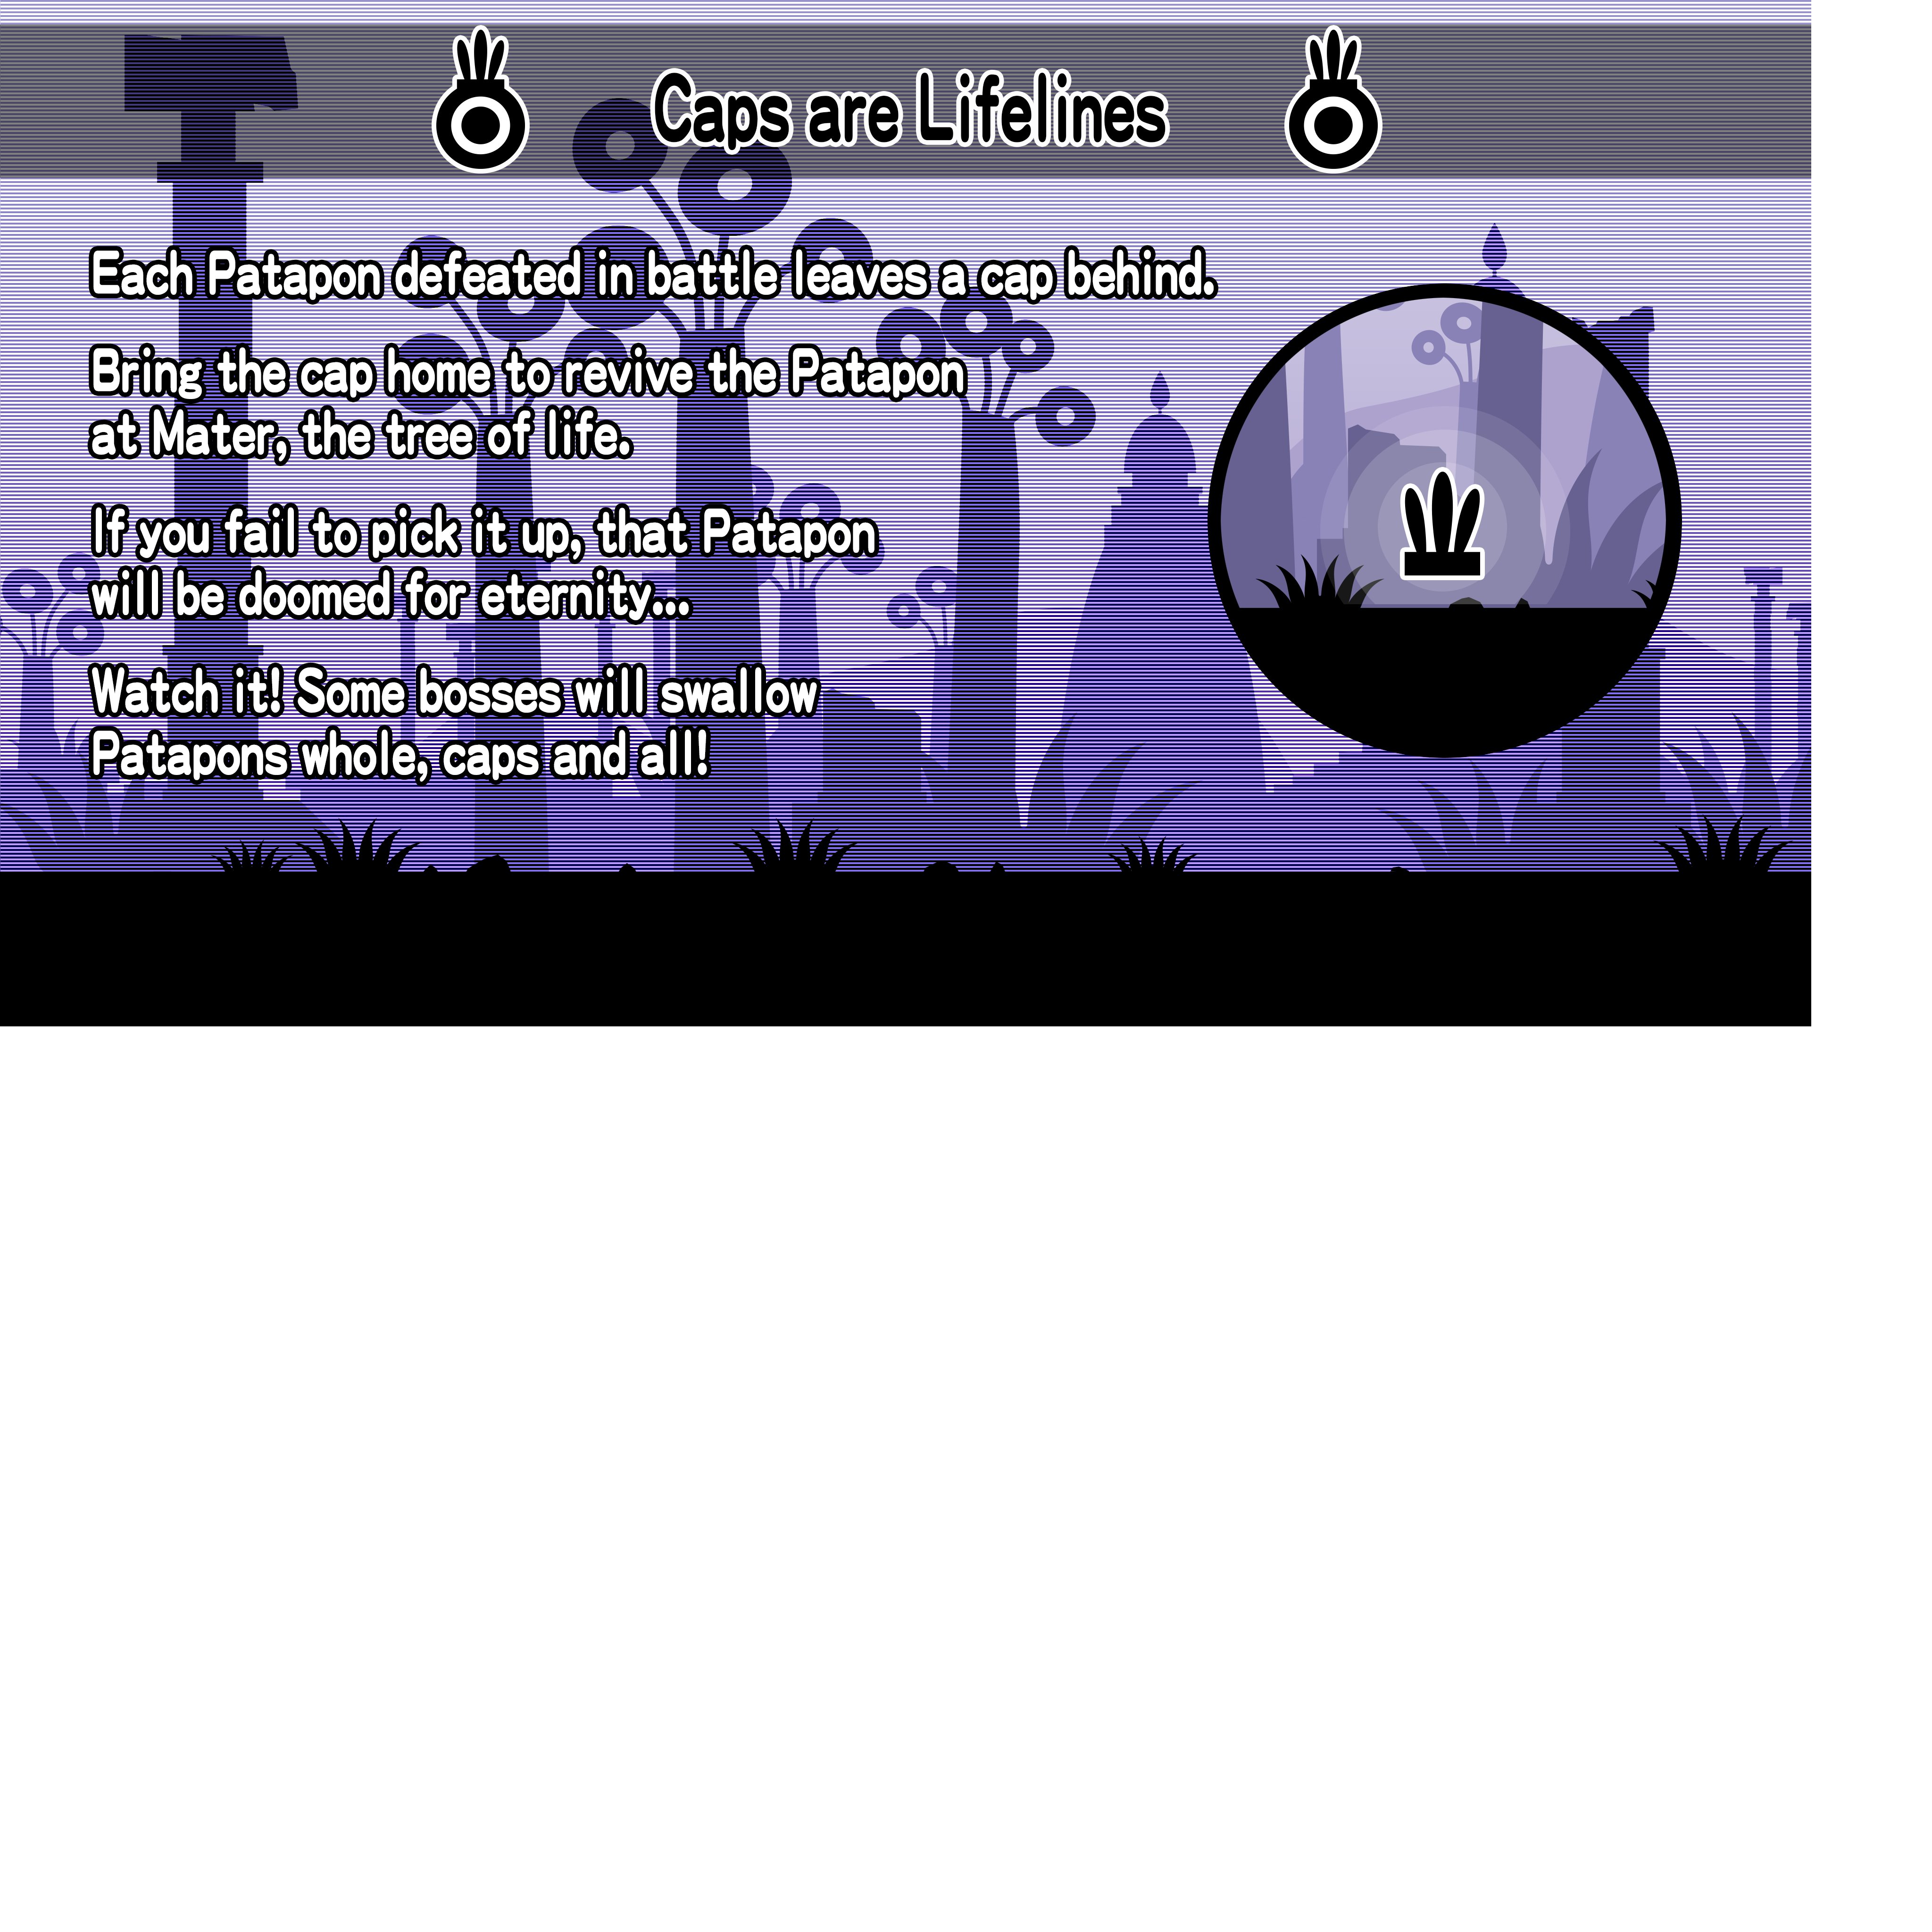 Caps are Lifelines
Each Patapon defeated in battle leaves a cap behind.
Bring the cap home to revive the Patapon
at Mater, the tree of life.
If you fail to pick it up, that Patapon
will be doomed for eternity...
Watch it! Some bosses will swallow
Patapons whole, caps and all!